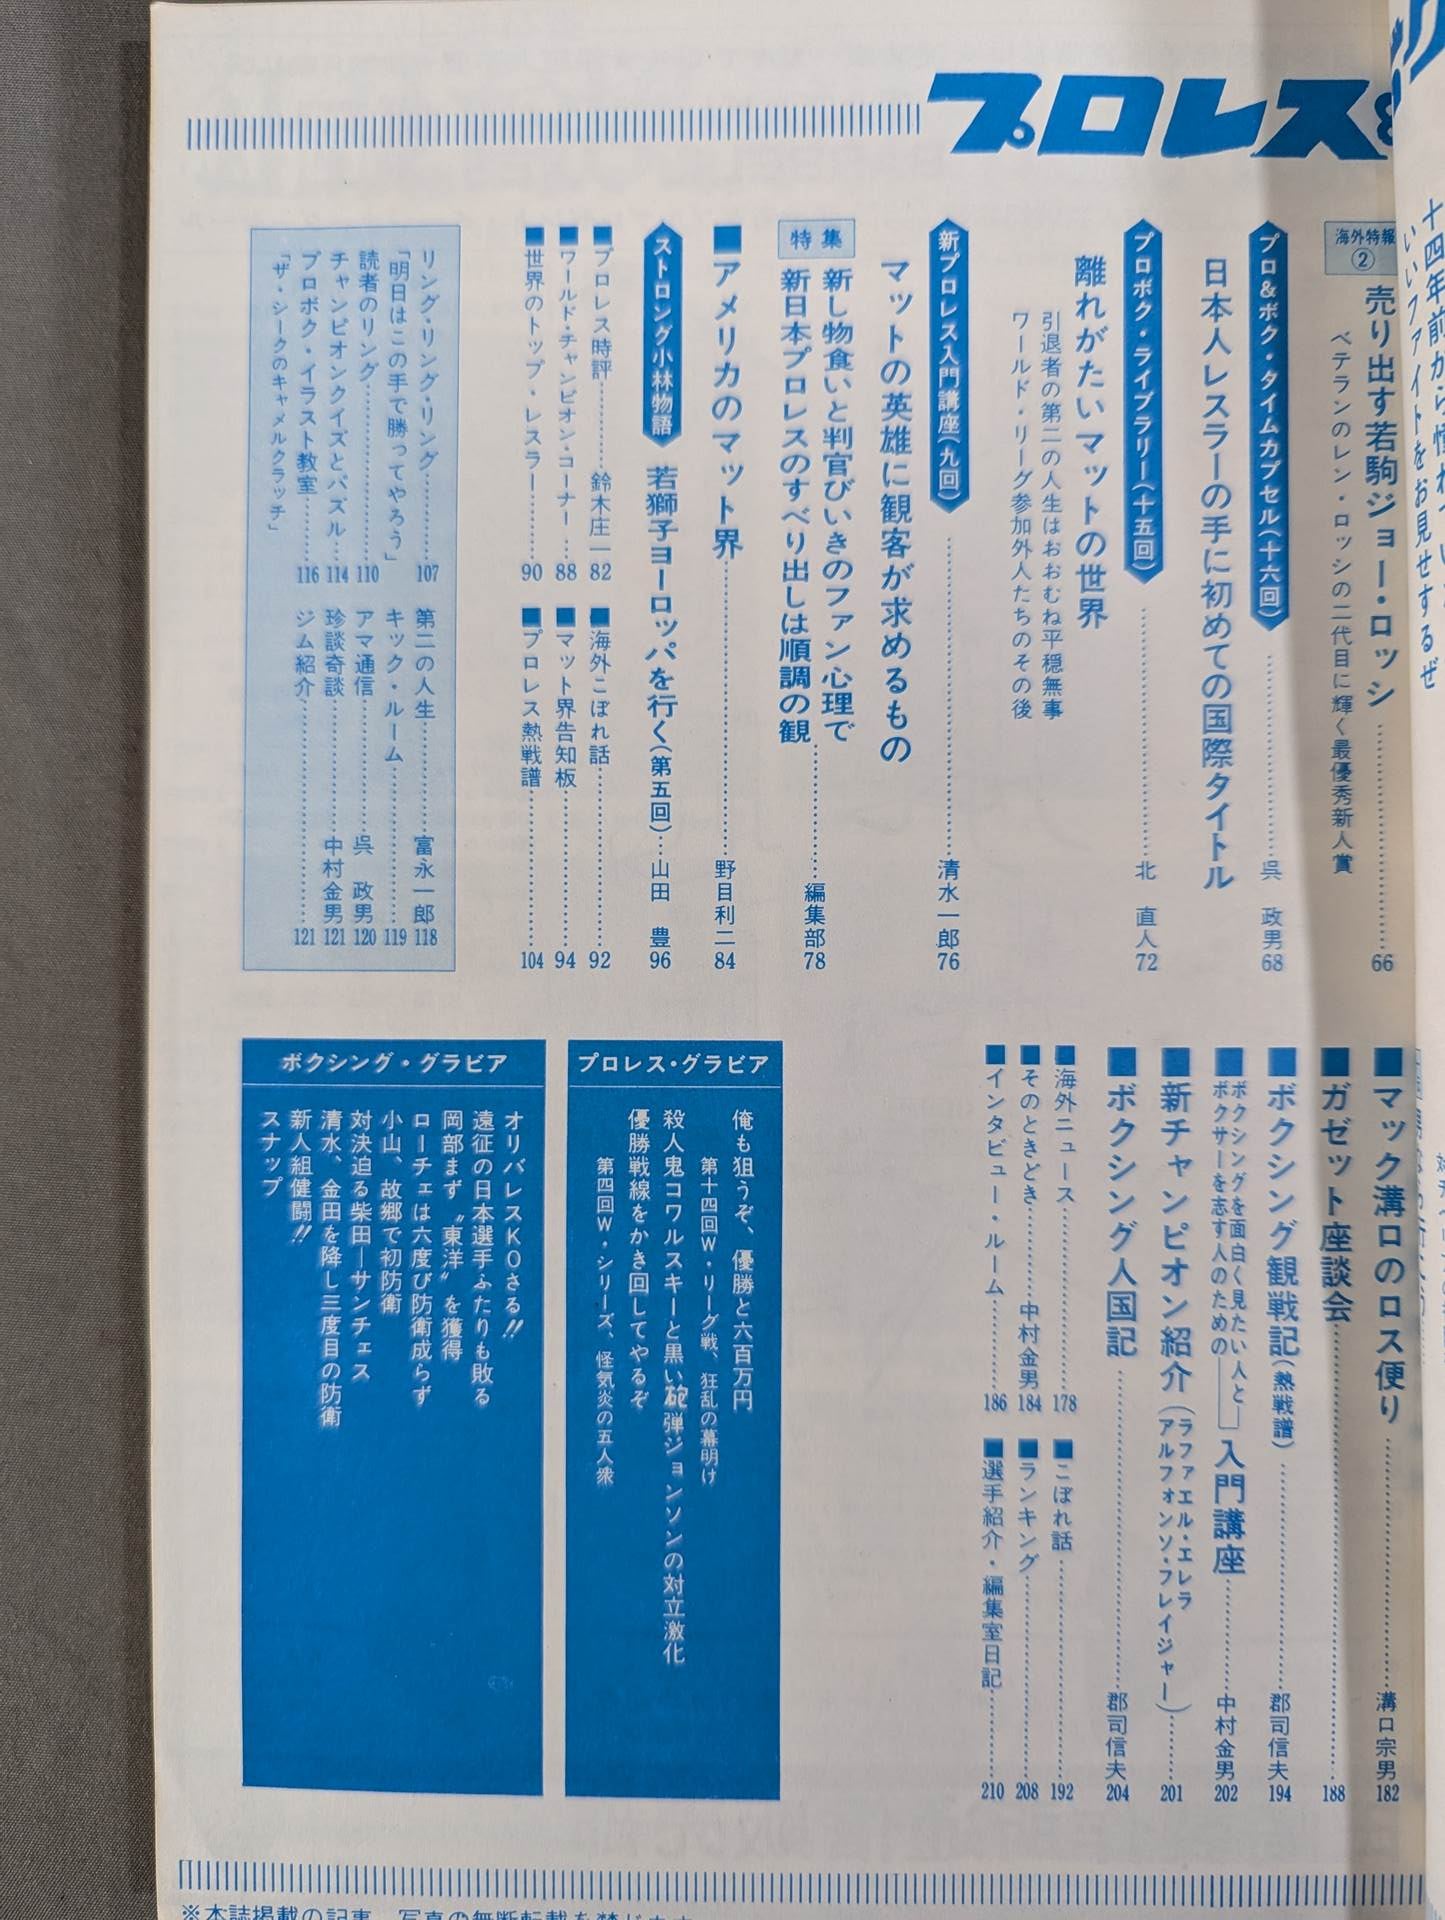 プロレス&
十四年前から
いいファイトをお見せするぜ
海外特報②
売り出す若駒ジョー・ロッシ………66
ベテランのレン・ロッシの二代目に輝く最優秀新人賞
プロ&ボク・タイムカプセル(十六回)………呉 政男 68
日本人レスラーの手に初めての国際タイトル
プロボク・ライブラリー(十五回)………北 直人 72
離れがたいマットの世界
引退者の第二の人生はおおむね平穏無事
ワールド・リーグ参加外人たちのその後
新プロレス入門講座(九回)………清水一郎 76
マットの英雄に観客が求めるもの
特集
新し物食いと判官びいきのファン心理で
新日本プロレスのすべり出しは順調の観………編集部 78
■アメリカのマット界………野目利二 84
ストロング小林物語 若獅子ヨーロッパを行く(第五回)…山田 豊 96
■プロレス時評………鈴木庄一 82
■ワールド・チャンピオン・コーナー…88
■世界のトップ・レスラー………90
■海外こぼれ話………92
■マット界告知板………94
■プロレス熱戦譜………104
リング・リング・リング………107
「明日はこの手で勝ってやろう」
読者のリング………110
チャンピオンクイズとパズル…114
プロボク・イラスト教室………116
「ザ・シークのキャメルクラッチ」
第二の人生………富永一郎 118
キック・ルーム………119
アマ通信………呉 政男 120
珍談奇談………中村金男 121
ジム紹介………121
■マック溝口のロス便り………溝口宗男 182
■ガゼット座談会………188
■ボクシング観戦記(熱戦譜)………郡司信夫 194
■ボクシングを面白く見たい人と
ボクサーを志す人のための―入門講座………中村金男 202
■新チャンピオン紹介(ラファエル・エレラ
アルフォンソ・フレイジャー)………201
■ボクシング人国記………郡司信夫 204
■海外ニュース………178
■そのときどき………中村金男 184
■インタビュー・ルーム………186
■こぼれ話………192
■ランキング………208
■選手紹介・編集室日記………210
プロレス・グラビア
俺も狙うぞ、優勝と六百万円
第十四回W・リーグ戦、狂乱の幕明け
殺人鬼コワルスキーと黒い砲弾ジョンソンの対立激化
優勝戦線をかき回してやるぞ
第四回W・シリーズ、怪気炎の五人衆
ボクシング・グラビア
オリバレスKOさる!!
遠征の日本選手ふたりも敗る
岡部まず“東洋”を獲得
ローチェは六度び防衛成らず
小山、故郷で初防衛
対決迫る柴田―サンチェス
清水、金田を降し三度目の防衛
新人組健闘!!
スナップ
※本誌掲載の記事、写真の無断転載を禁じます